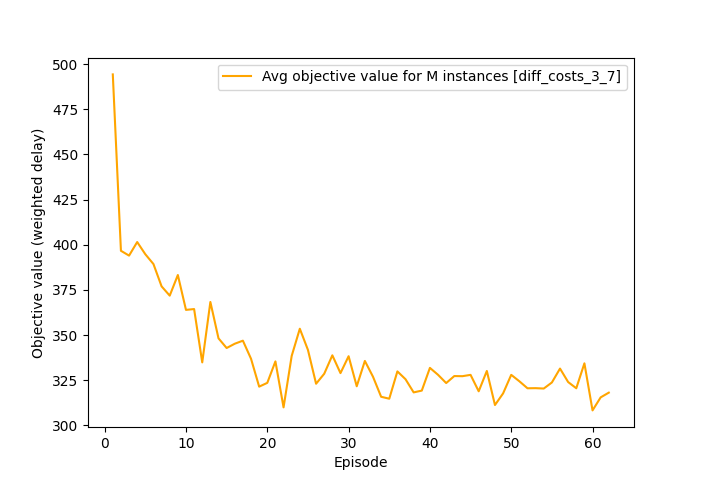 Avg objective value for M instances [diff_costs_3_7]
Objective value (weighted delay)
500
475
450
425
400
375
350
325
300
0 10 20 30 40 50 60
Episode